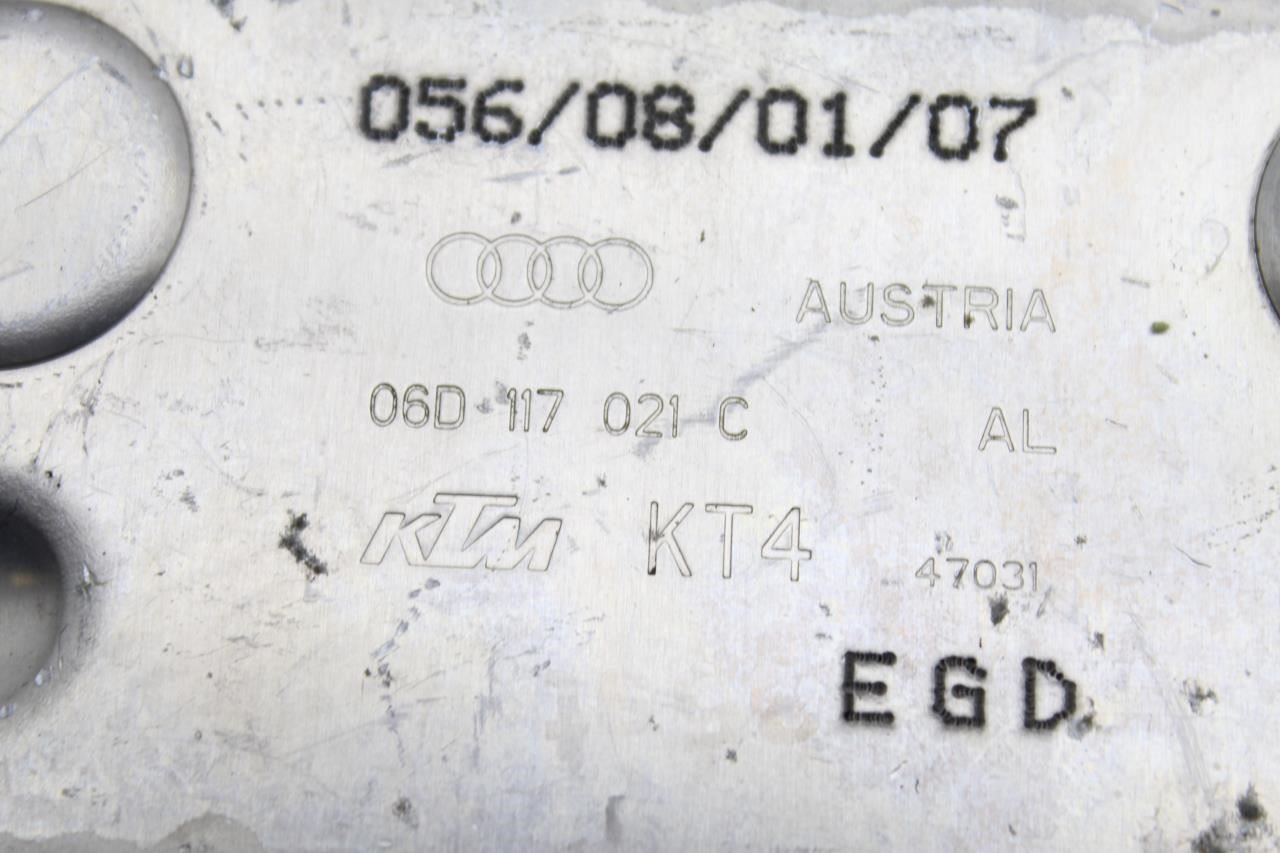 056/08/01/07
AUSTRIA
06D 117 021 C AL
KTM KT4 47031
EGD